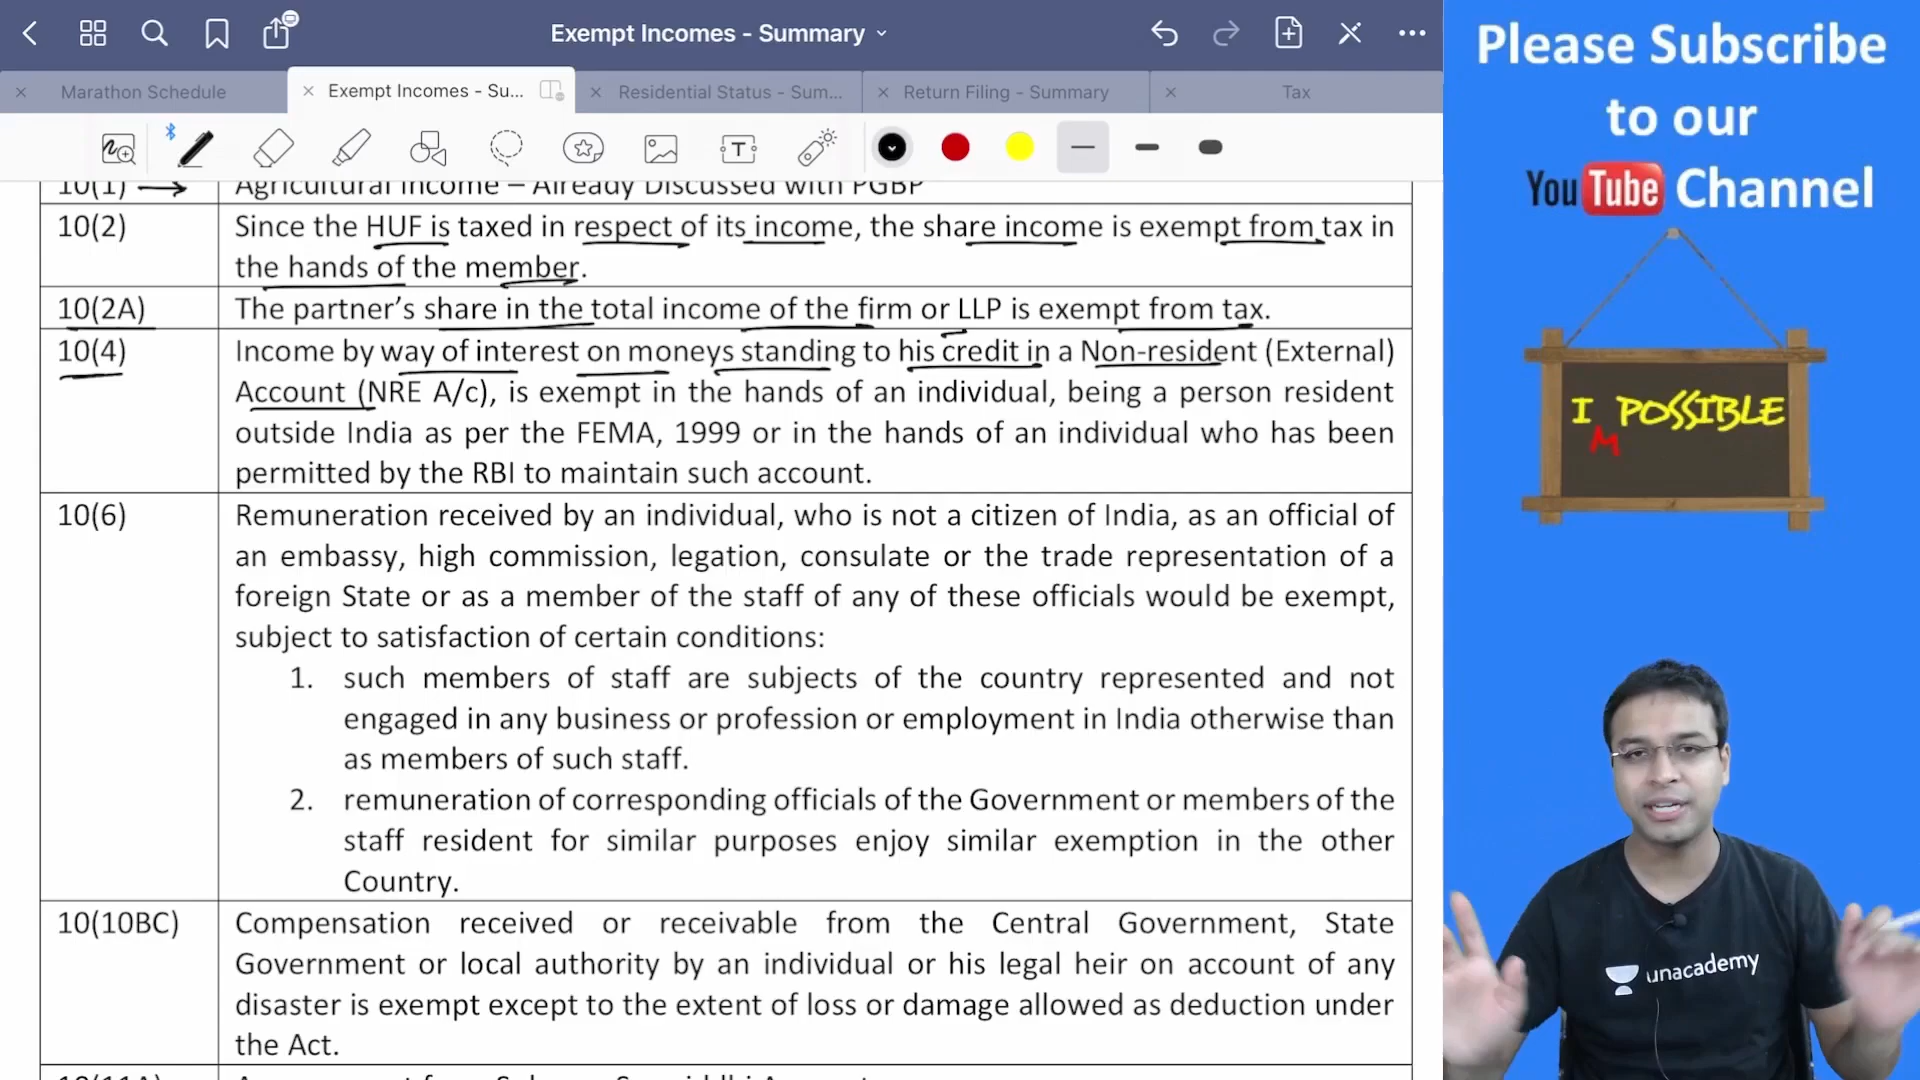 Exempt Incomes - Summary
Marathon Schedule
Exempt Incomes - Su...
Residential Status - Sum...
Return Filing - Summary
Tax
10(1) → Agricultural Income – Already Discussed with PGBP
10(2) Since the HUF is taxed in respect of its income, the share income is exempt from tax in
the hands of the member.
10(2A) The partner’s share in the total income of the firm or LLP is exempt from tax.
10(4) Income by way of interest on moneys standing to his credit in a Non-resident (External)
Account (NRE A/c), is exempt in the hands of an individual, being a person resident
outside India as per the FEMA, 1999 or in the hands of an individual who has been
permitted by the RBI to maintain such account.
10(6) Remuneration received by an individual, who is not a citizen of India, as an official of
an embassy, high commission, legation, consulate or the trade representation of a
foreign State or as a member of the staff of any of these officials would be exempt,
subject to satisfaction of certain conditions:
1. such members of staff are subjects of the country represented and not
engaged in any business or profession or employment in India otherwise than
as members of such staff.
2. remuneration of corresponding officials of the Government or members of the
staff resident for similar purposes enjoy similar exemption in the other
Country.
10(10BC) Compensation received or receivable from the Central Government, State
Government or local authority by an individual or his legal heir on account of any
disaster is exempt except to the extent of loss or damage allowed as deduction under
the Act.
Please Subscribe
to our
YouTube Channel
I POSSIBLE
M
unacademy